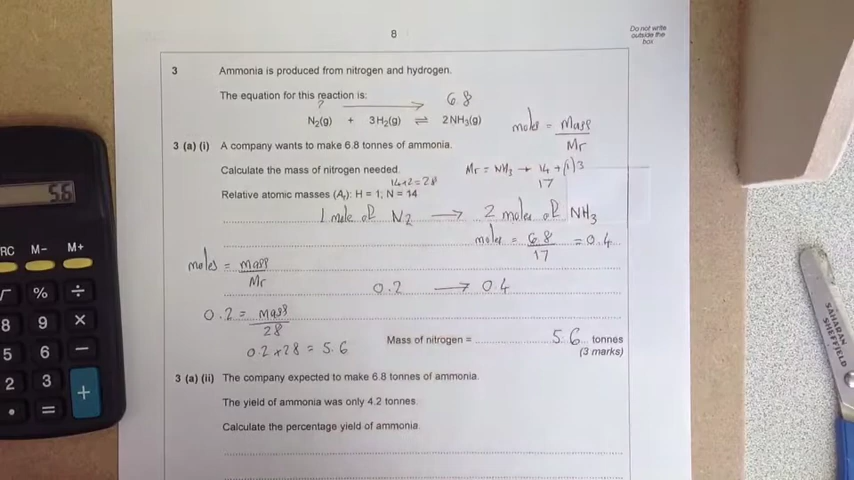 8
Do not write
outside the
box
3 Ammonia is produced from nitrogen and hydrogen.
The equation for this reaction is:
? → 6.8
N₂(g) + 3H₂(g) ⇌ 2NH₃(g)
moles = Mass
Mr
3 (a) (i) A company wants to make 6.8 tonnes of ammonia.
Calculate the mass of nitrogen needed.
Mr = NH₃ → 14 + (1)3
17
14×2 = 28
Relative atomic masses (Aᵣ): H = 1; N = 14
1 mole of N₂ → 2 moles of NH₃
moles = 6.8 = 0.4
17
moles = mass
Mr
0.2 → 0.4
0.2 = mass
28
0.2 × 28 = 5.6
Mass of nitrogen = 5.6 tonnes
(3 marks)
3 (a) (ii) The company expected to make 6.8 tonnes of ammonia.
The yield of ammonia was only 4.2 tonnes.
Calculate the percentage yield of ammonia.
5.6
RC M− M+
√ % ÷
8 9 ×
5 6 −
2 3 +
• =
SAHARAN
SHEFFIELD